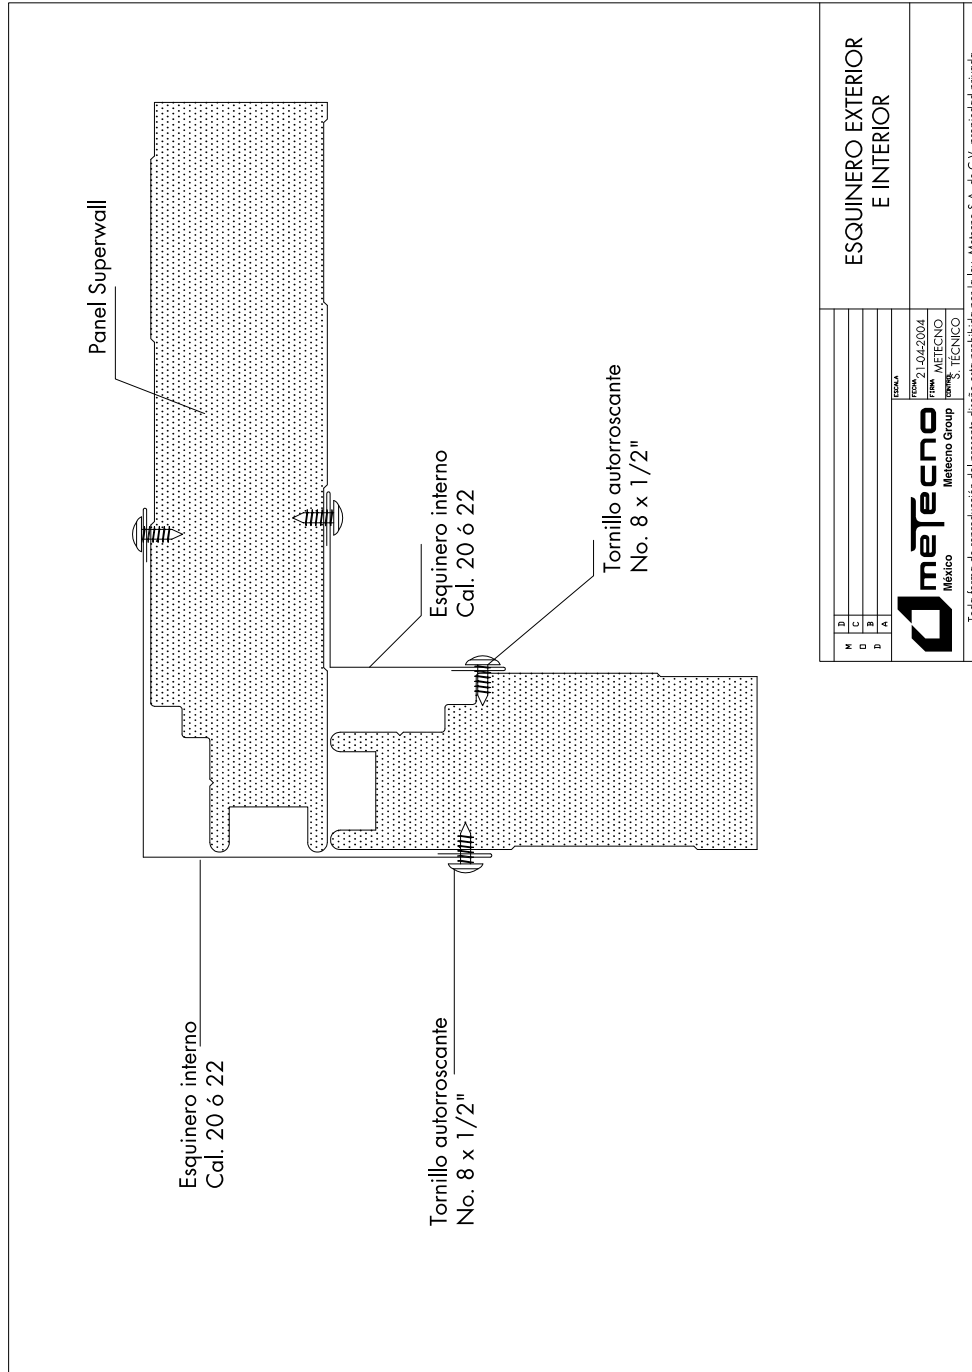 Panel Superwall
Esquinero interno
Cal. 20 ó 22
Tornillo autorroscante
No. 8 x 1/2"
Esquinero interno
Cal. 20 ó 22
Tornillo autorroscante
No. 8 x 1/2"
ESQUINERO EXTERIOR
E INTERIOR
M O D
D
C
B
A
ESCALA
FECHA 21-04-2004
FIRMA METECNO
CONTROL S. TÉCNICO
meTecno
México Metecno Group